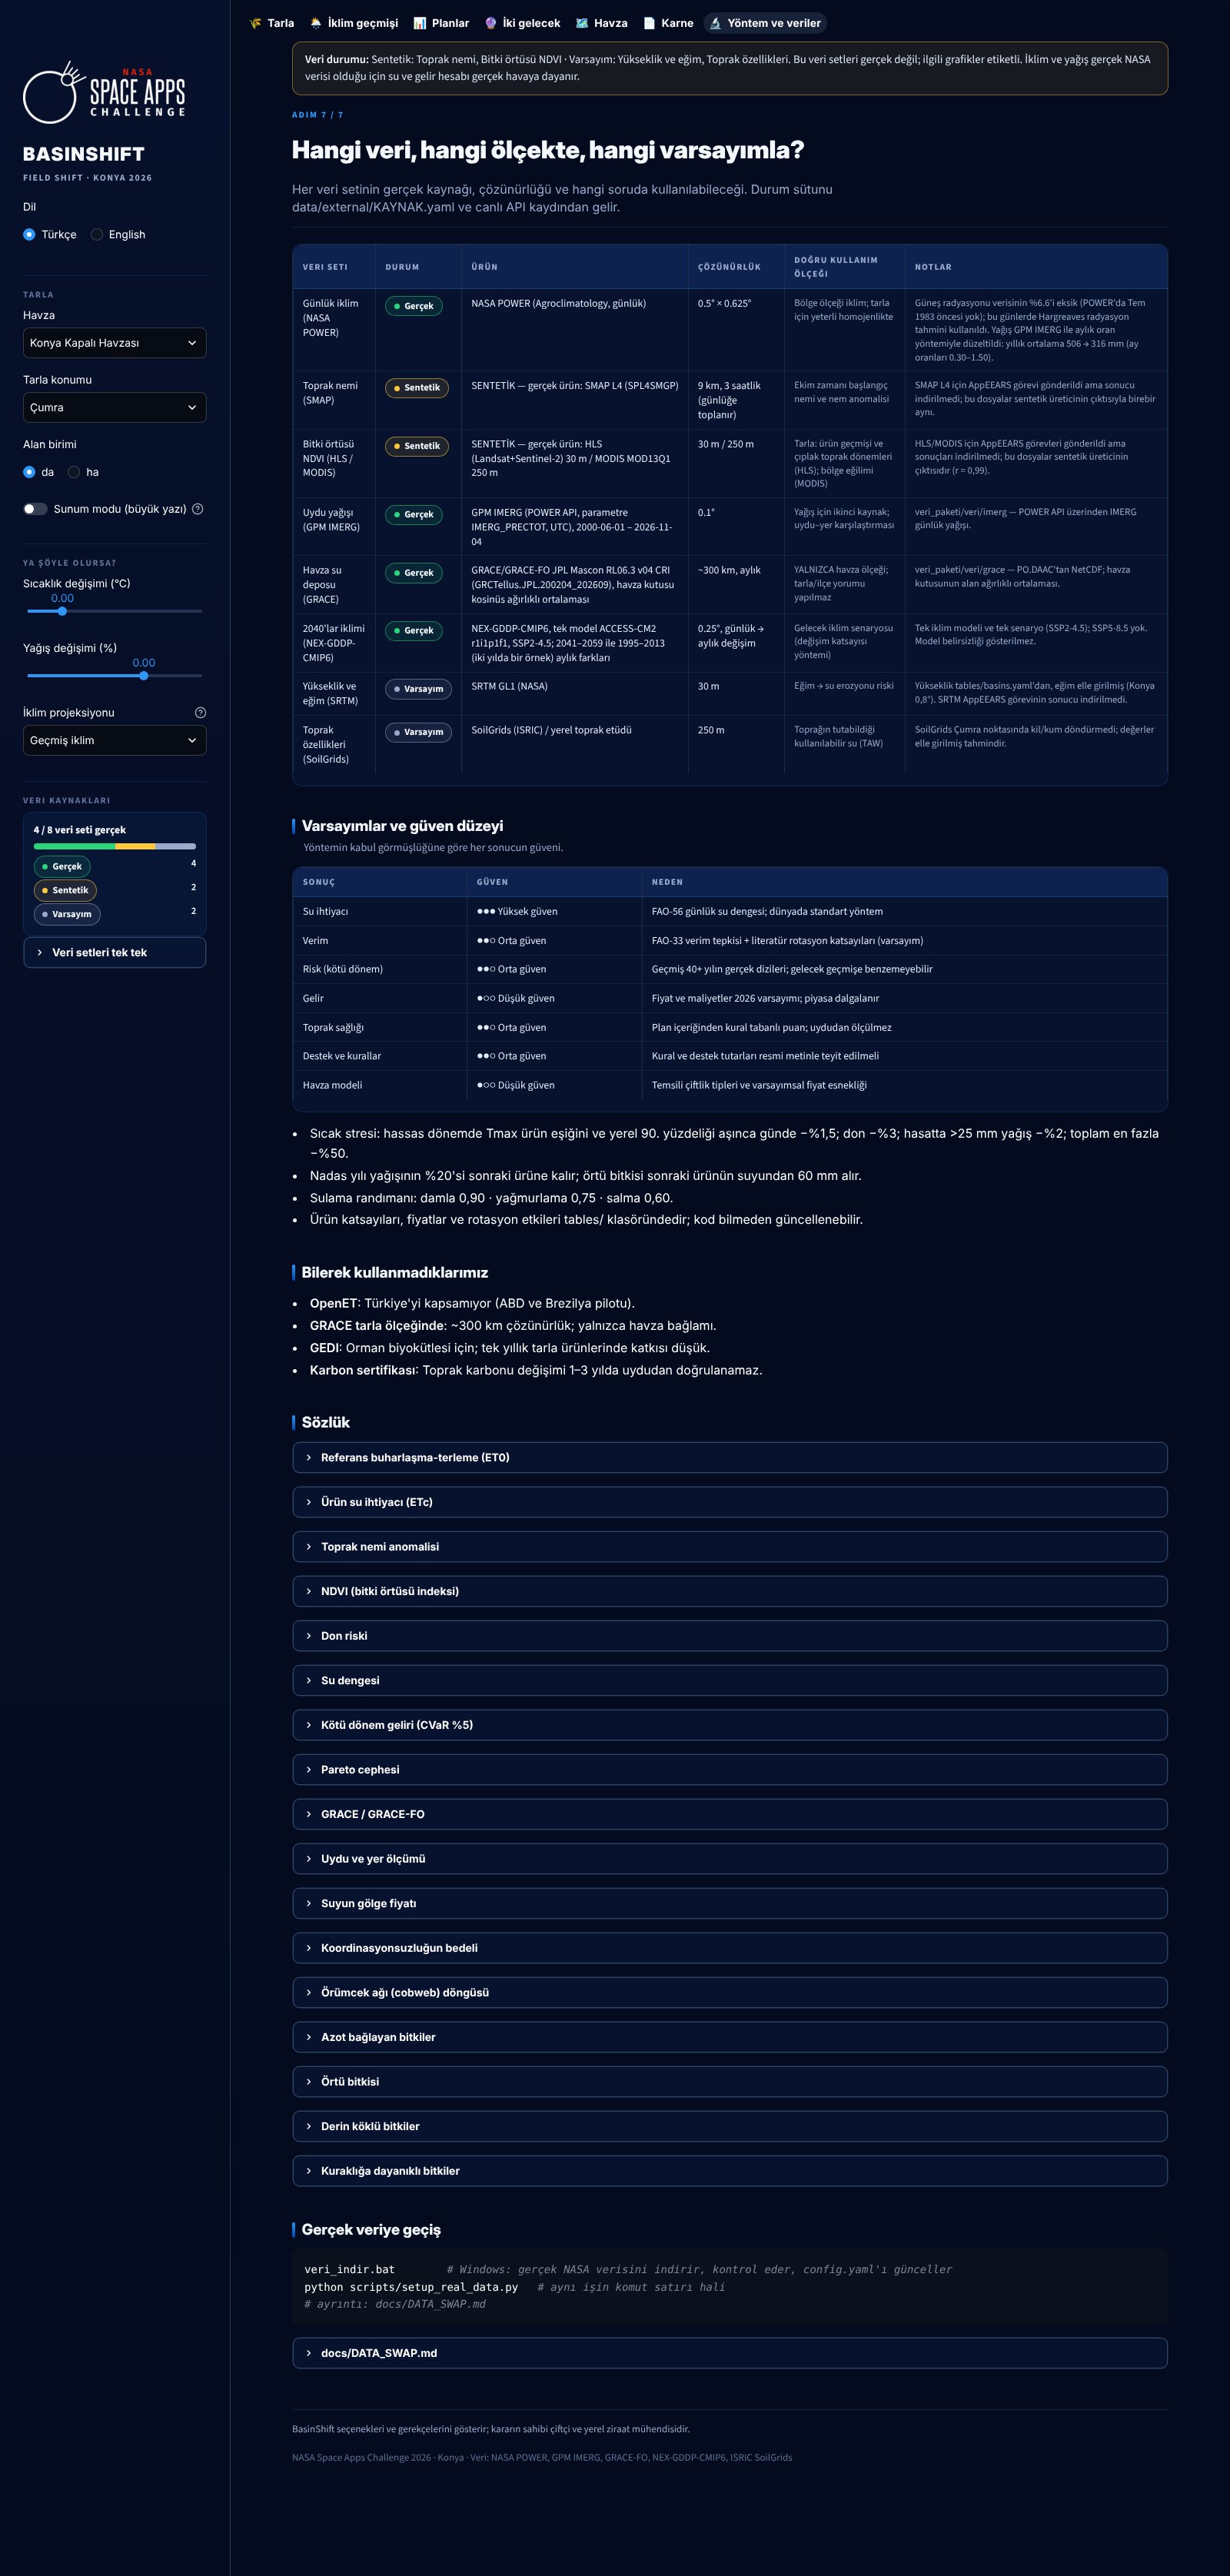 NASA
SPACE APPS
CHALLENGE
BASINSHIFT
FIELD SHIFT · KONYA 2026
Dil
Türkçe
English
TARLA
Havza
Konya Kapalı Havzası
Tarla konumu
Çumra
Alan birimi
da
ha
Sunum modu (büyük yazı)
YA ŞÖYLE OLURSA?
Sıcaklık değişimi (°C)
0.00
Yağış değişimi (%)
0.00
İklim projeksiyonu
Geçmiş iklim
VERI KAYNAKLARI
4 / 8 veri seti gerçek
Gerçek 4
Sentetik 2
Varsayım 2
Veri setleri tek tek
Tarla
İklim geçmişi
Planlar
İki gelecek
Havza
Karne
Yöntem ve veriler
Veri durumu: Sentetik: Toprak nemi, Bitki örtüsü NDVI · Varsayım: Yükseklik ve eğim, Toprak özellikleri. Bu veri setleri gerçek değil; ilgili grafikler etiketli. İklim ve yağış gerçek NASA
verisi olduğu için su ve gelir hesabı gerçek havaya dayanır.
ADIM 7 / 7
Hangi veri, hangi ölçekte, hangi varsayımla?
Her veri setinin gerçek kaynağı, çözünürlüğü ve hangi soruda kullanılabileceği. Durum sütunu
data/external/KAYNAK.yaml ve canlı API kaydından gelir.
VERI SETI
DURUM
ÜRÜN
ÇÖZÜNÜRLÜK
DOĞRU KULLANIM
ÖLÇEĞI
NOTLAR
Günlük iklim
(NASA
POWER)
Gerçek
NASA POWER (Agroclimatology, günlük)
0.5° × 0.625°
Bölge ölçeği iklim; tarla
için yeterli homojenlikte
Güneş radyasyonu verisinin %6.6'i eksik (POWER'da Tem
1983 öncesi yok); bu günlerde Hargreaves radyasyon
tahmini kullanıldı. Yağış GPM IMERG ile aylık oran
yöntemiyle düzeltildi: yıllık ortalama 506 → 316 mm (ay
oranları 0.30–1.50).
Toprak nemi
(SMAP)
Sentetik
SENTETİK — gerçek ürün: SMAP L4 (SPL4SMGP)
9 km, 3 saatlik
(günlüğe
toplanır)
Ekim zamanı başlangıç
nemi ve nem anomalisi
SMAP L4 için AppEEARS görevi gönderildi ama sonucu
indirilmedi; bu dosyalar sentetik üreticinin çıktısıyla birebir
aynı.
Bitki örtüsü
NDVI (HLS /
MODIS)
Sentetik
SENTETİK — gerçek ürün: HLS
(Landsat+Sentinel-2) 30 m / MODIS MOD13Q1
250 m
30 m / 250 m
Tarla: ürün geçmişi ve
çıplak toprak dönemleri
(HLS); bölge eğilimi
(MODIS)
HLS/MODIS için AppEEARS görevleri gönderildi ama
sonuçları indirilmedi; bu dosyalar sentetik üreticinin
çıktısıdır (r = 0,99).
Uydu yağışı
(GPM IMERG)
Gerçek
GPM IMERG (POWER API, parametre
IMERG_PRECTOT, UTC), 2000-06-01 – 2026-11-
04
0.1°
Yağış için ikinci kaynak;
uydu–yer karşılaştırması
veri_paketi/veri/imerg — POWER API üzerinden IMERG
günlük yağışı.
Havza su
deposu
(GRACE)
Gerçek
GRACE/GRACE-FO JPL Mascon RL06.3 v04 CRI
(GRCTellus.JPL.200204_202609), havza kutusu
kosinüs ağırlıklı ortalaması
~300 km, aylık
YALNIZCA havza ölçeği;
tarla/ilçe yorumu
yapılmaz
veri_paketi/veri/grace — PO.DAAC'tan NetCDF; havza
kutusunun alan ağırlıklı ortalaması.
2040'lar iklimi
(NEX-GDDP-
CMIP6)
Gerçek
NEX-GDDP-CMIP6, tek model ACCESS-CM2
r1i1p1f1, SSP2-4.5; 2041–2059 ile 1995–2013
(iki yılda bir örnek) aylık farkları
0.25°, günlük →
aylık değişim
Gelecek iklim senaryosu
(değişim katsayısı
yöntemi)
Tek iklim modeli ve tek senaryo (SSP2-4.5); SSP5-8.5 yok.
Model belirsizliği gösterilmez.
Yükseklik ve
eğim (SRTM)
Varsayım
SRTM GL1 (NASA)
30 m
Eğim → su erozyonu riski
Yükseklik tables/basins.yaml'dan, eğim elle girilmiş (Konya
0,8°). SRTM AppEEARS görevinin sonucu indirilmedi.
Toprak
özellikleri
(SoilGrids)
Varsayım
SoilGrids (ISRIC) / yerel toprak etüdü
250 m
Toprağın tutabildiği
kullanılabilir su (TAW)
SoilGrids Çumra noktasında kil/kum döndürmedi; değerler
elle girilmiş tahmindir.
Varsayımlar ve güven düzeyi
Yöntemin kabul görmüşlüğüne göre her sonucun güveni.
SONUÇ
GÜVEN
NEDEN
Su ihtiyacı
●●● Yüksek güven
FAO-56 günlük su dengesi; dünyada standart yöntem
Verim
●●○ Orta güven
FAO-33 verim tepkisi + literatür rotasyon katsayıları (varsayım)
Risk (kötü dönem)
●●○ Orta güven
Geçmiş 40+ yılın gerçek dizileri; gelecek geçmişe benzemeyebilir
Gelir
●○○ Düşük güven
Fiyat ve maliyetler 2026 varsayımı; piyasa dalgalanır
Toprak sağlığı
●●○ Orta güven
Plan içeriğinden kural tabanlı puan; uydudan ölçülmez
Destek ve kurallar
●●○ Orta güven
Kural ve destek tutarları resmi metinle teyit edilmeli
Havza modeli
●○○ Düşük güven
Temsili çiftlik tipleri ve varsayımsal fiyat esnekliği
• Sıcak stresi: hassas dönemde Tmax ürün eşiğini ve yerel 90. yüzdeliği aşınca günde −%1,5; don −%3; hasatta >25 mm yağış −%2; toplam en fazla
−%50.
• Nadas yılı yağışının %20'si sonraki ürüne kalır; örtü bitkisi sonraki ürünün suyundan 60 mm alır.
• Sulama randımanı: damla 0,90 · yağmurlama 0,75 · salma 0,60.
• Ürün katsayıları, fiyatlar ve rotasyon etkileri tables/ klasöründedir; kod bilmeden güncellenebilir.
Bilerek kullanmadıklarımız
• OpenET: Türkiye'yi kapsamıyor (ABD ve Brezilya pilotu).
• GRACE tarla ölçeğinde: ~300 km çözünürlük; yalnızca havza bağlamı.
• GEDI: Orman biyokütlesi için; tek yıllık tarla ürünlerinde katkısı düşük.
• Karbon sertifikası: Toprak karbonu değişimi 1–3 yılda uydudan doğrulanamaz.
Sözlük
Referans buharlaşma-terleme (ET0)
Ürün su ihtiyacı (ETc)
Toprak nemi anomalisi
NDVI (bitki örtüsü indeksi)
Don riski
Su dengesi
Kötü dönem geliri (CVaR %5)
Pareto cephesi
GRACE / GRACE-FO
Uydu ve yer ölçümü
Suyun gölge fiyatı
Koordinasyonsuzluğun bedeli
Örümcek ağı (cobweb) döngüsü
Azot bağlayan bitkiler
Örtü bitkisi
Derin köklü bitkiler
Kuraklığa dayanıklı bitkiler
Gerçek veriye geçiş
veri_indir.bat # Windows: gerçek NASA verisini indirir, kontrol eder, config.yaml'ı günceller
python scripts/setup_real_data.py # aynı işin komut satırı hali
# ayrıntı: docs/DATA_SWAP.md
docs/DATA_SWAP.md
BasinShift seçenekleri ve gerekçelerini gösterir; kararın sahibi çiftçi ve yerel ziraat mühendisidir.
NASA Space Apps Challenge 2026 · Konya · Veri: NASA POWER, GPM IMERG, GRACE-FO, NEX-GDDP-CMIP6, ISRIC SoilGrids